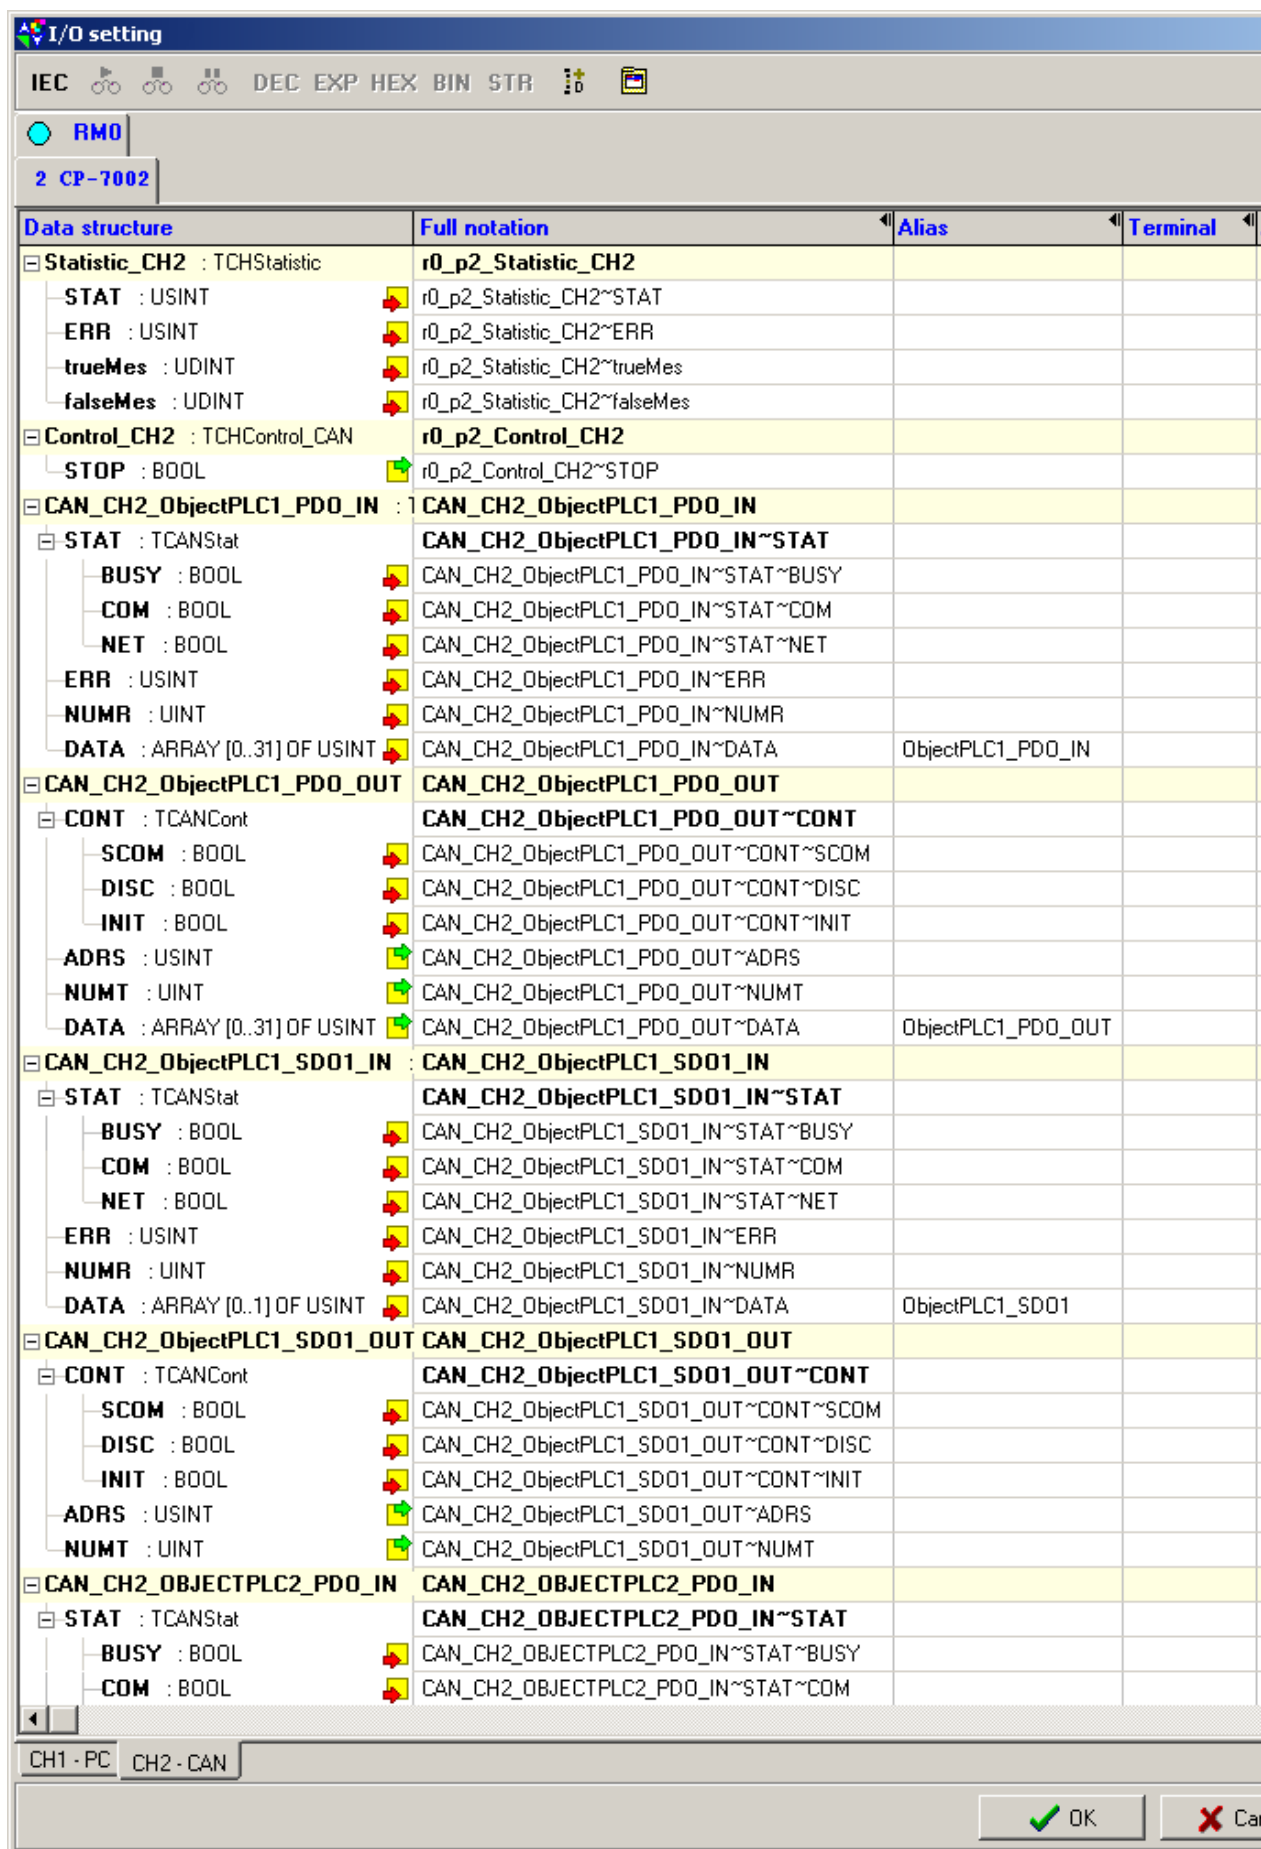 I/O setting
IEC DEC EXP HEX BIN STR
RM0
2 CP-7002
Data structure Full notation Alias Terminal
Statistic_CH2 : TCHStatistic r0_p2_Statistic_CH2
STAT : USINT r0_p2_Statistic_CH2~STAT
ERR : USINT r0_p2_Statistic_CH2~ERR
trueMes : UDINT r0_p2_Statistic_CH2~trueMes
falseMes : UDINT r0_p2_Statistic_CH2~falseMes
Control_CH2 : TCHControl_CAN r0_p2_Control_CH2
STOP : BOOL r0_p2_Control_CH2~STOP
CAN_CH2_ObjectPLC1_PDO_IN : CAN_CH2_ObjectPLC1_PDO_IN
STAT : TCANStat CAN_CH2_ObjectPLC1_PDO_IN~STAT
BUSY : BOOL CAN_CH2_ObjectPLC1_PDO_IN~STAT~BUSY
COM : BOOL CAN_CH2_ObjectPLC1_PDO_IN~STAT~COM
NET : BOOL CAN_CH2_ObjectPLC1_PDO_IN~STAT~NET
ERR : USINT CAN_CH2_ObjectPLC1_PDO_IN~ERR
NUMR : UINT CAN_CH2_ObjectPLC1_PDO_IN~NUMR
DATA : ARRAY [0..31] OF USINT CAN_CH2_ObjectPLC1_PDO_IN~DATA ObjectPLC1_PDO_IN
CAN_CH2_ObjectPLC1_PDO_OUT CAN_CH2_ObjectPLC1_PDO_OUT
CONT : TCANCont CAN_CH2_ObjectPLC1_PDO_OUT~CONT
SCOM : BOOL CAN_CH2_ObjectPLC1_PDO_OUT~CONT~SCOM
DISC : BOOL CAN_CH2_ObjectPLC1_PDO_OUT~CONT~DISC
INIT : BOOL CAN_CH2_ObjectPLC1_PDO_OUT~CONT~INIT
ADRS : USINT CAN_CH2_ObjectPLC1_PDO_OUT~ADRS
NUMT : UINT CAN_CH2_ObjectPLC1_PDO_OUT~NUMT
DATA : ARRAY [0..31] OF USINT CAN_CH2_ObjectPLC1_PDO_OUT~DATA ObjectPLC1_PDO_OUT
CAN_CH2_ObjectPLC1_SDO1_IN : CAN_CH2_ObjectPLC1_SDO1_IN
STAT : TCANStat CAN_CH2_ObjectPLC1_SDO1_IN~STAT
BUSY : BOOL CAN_CH2_ObjectPLC1_SDO1_IN~STAT~BUSY
COM : BOOL CAN_CH2_ObjectPLC1_SDO1_IN~STAT~COM
NET : BOOL CAN_CH2_ObjectPLC1_SDO1_IN~STAT~NET
ERR : USINT CAN_CH2_ObjectPLC1_SDO1_IN~ERR
NUMR : UINT CAN_CH2_ObjectPLC1_SDO1_IN~NUMR
DATA : ARRAY [0..1] OF USINT CAN_CH2_ObjectPLC1_SDO1_IN~DATA ObjectPLC1_SDO1
CAN_CH2_ObjectPLC1_SDO1_OUT CAN_CH2_ObjectPLC1_SDO1_OUT
CONT : TCANCont CAN_CH2_ObjectPLC1_SDO1_OUT~CONT
SCOM : BOOL CAN_CH2_ObjectPLC1_SDO1_OUT~CONT~SCOM
DISC : BOOL CAN_CH2_ObjectPLC1_SDO1_OUT~CONT~DISC
INIT : BOOL CAN_CH2_ObjectPLC1_SDO1_OUT~CONT~INIT
ADRS : USINT CAN_CH2_ObjectPLC1_SDO1_OUT~ADRS
NUMT : UINT CAN_CH2_ObjectPLC1_SDO1_OUT~NUMT
CAN_CH2_OBJECTPLC2_PDO_IN CAN_CH2_OBJECTPLC2_PDO_IN
STAT : TCANStat CAN_CH2_OBJECTPLC2_PDO_IN~STAT
BUSY : BOOL CAN_CH2_OBJECTPLC2_PDO_IN~STAT~BUSY
COM : BOOL CAN_CH2_OBJECTPLC2_PDO_IN~STAT~COM
CH1 - PC CH2 - CAN
OK